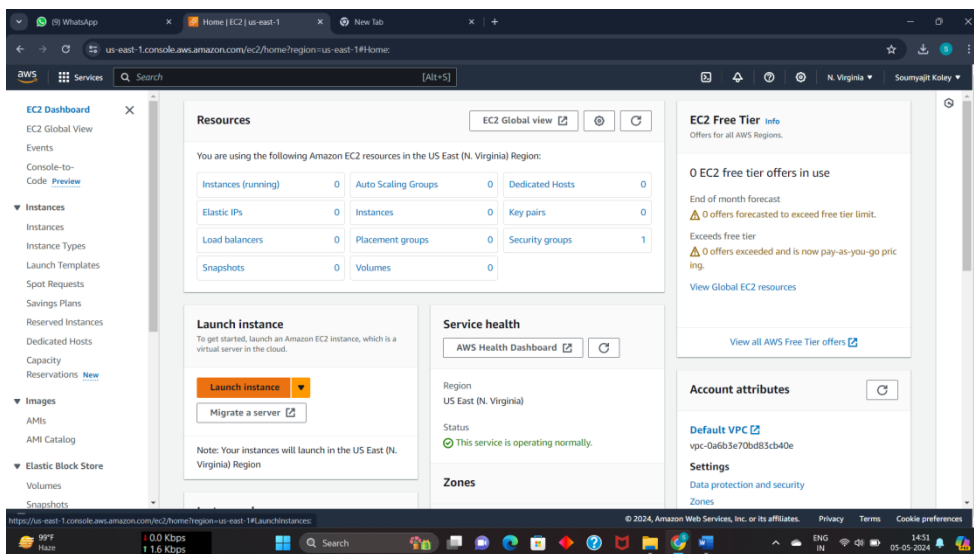 (9) WhatsApp
Home | EC2 | us-east-1
New Tab
us-east-1.console.aws.amazon.com/ec2/home?region=us-east-1#Home:
aws
Services
Search
[Alt+S]
N. Virginia
Soumyajit Koley
EC2 Dashboard
EC2 Global View
Events
Console-to-
Code Preview
Instances
Instances
Instance Types
Launch Templates
Spot Requests
Savings Plans
Reserved Instances
Dedicated Hosts
Capacity
Reservations New
Images
AMIs
AMI Catalog
Elastic Block Store
Volumes
Snapshots
Resources
EC2 Global view
You are using the following Amazon EC2 resources in the US East (N. Virginia) Region:
Instances (running) 0 Auto Scaling Groups 0 Dedicated Hosts 0
Elastic IPs 0 Instances 0 Key pairs 0
Load balancers 0 Placement groups 0 Security groups 1
Snapshots 0 Volumes 0
Launch instance
To get started, launch an Amazon EC2 instance, which is a
virtual server in the cloud.
Launch instance
Migrate a server
Note: Your instances will launch in the US East (N.
Virginia) Region
Service health
AWS Health Dashboard
Region
US East (N. Virginia)
Status
This service is operating normally.
Zones
EC2 Free Tier Info
Offers for all AWS Regions.
0 EC2 free tier offers in use
End of month forecast
0 offers forecasted to exceed free tier limit.
Exceeds free tier
0 offers exceeded and is now pay-as-you-go pric
ing.
View Global EC2 resources
View all AWS Free Tier offers
Account attributes
Default VPC
vpc-0a6b3e70bd83cb40e
Settings
Data protection and security
Zones
https://us-east-1.console.aws.amazon.com/ec2/home?region=us-east-1#LaunchInstances:
© 2024, Amazon Web Services, Inc. or its affiliates.
Privacy
Terms
Cookie preferences
99°F
Haze
0.0 Kbps
1.6 Kbps
Search
ENG
IN
14:51
05-05-2024